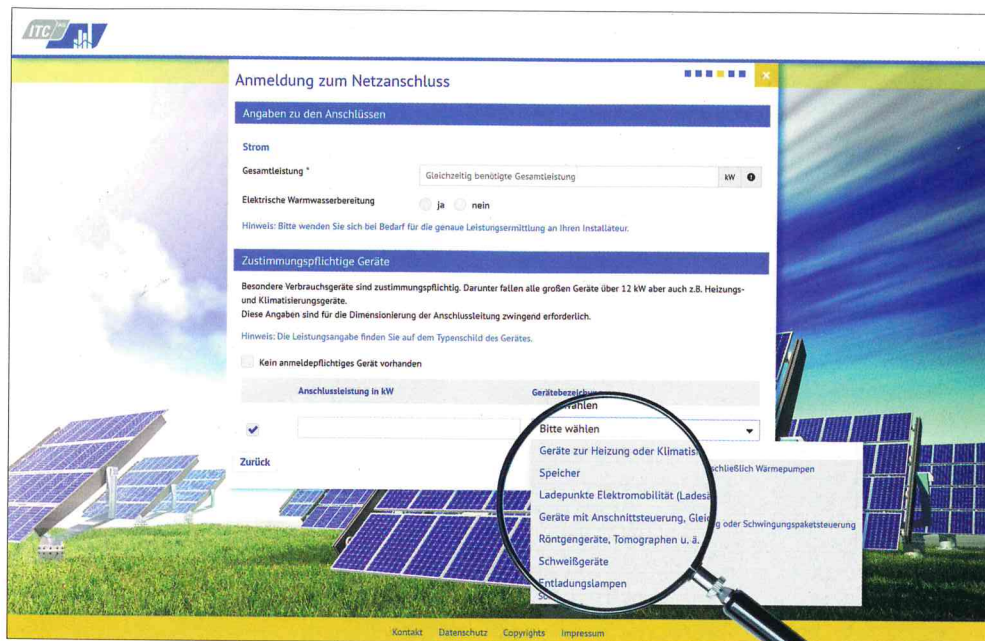 ITC AG
Anmeldung zum Netzanschluss
x
Angaben zu den Anschlüssen
Strom
Gesamtleistung *
Gleichzeitig benötigte Gesamtleistung
kW
Elektrische Warmwasserbereitung
ja
nein
Hinweis: Bitte wenden Sie sich bei Bedarf für die genaue Leistungsermittlung an Ihren Installateur.
Zustimmungspflichtige Geräte
Besondere Verbrauchsgeräte sind zustimmungspflichtig. Darunter fallen alle großen Geräte über 12 kW aber auch z.B. Heizungs-
und Klimatisierungsgeräte.
Diese Angaben sind für die Dimensionierung der Anschlussleitung zwingend erforderlich.
Hinweis: Die Leistungsangabe finden Sie auf dem Typenschild des Gerätes.
Kein anmeldepflichtiges Gerät vorhanden
Anschlussleistung in kW
Bitte wählen
Geräte zur Heizung oder
schließlich Wärmepumpen
Speicher
Ladepunkte Elektromobilität
Geräte mit Anschnittsteuerung,
oder Schwingungspaketsteuerung
Röntgengeräte, Tomographen u. ä.
Schweißgeräte
Entladungslampen
Zurück
Kontakt Datenschutz Copyrights Impressum